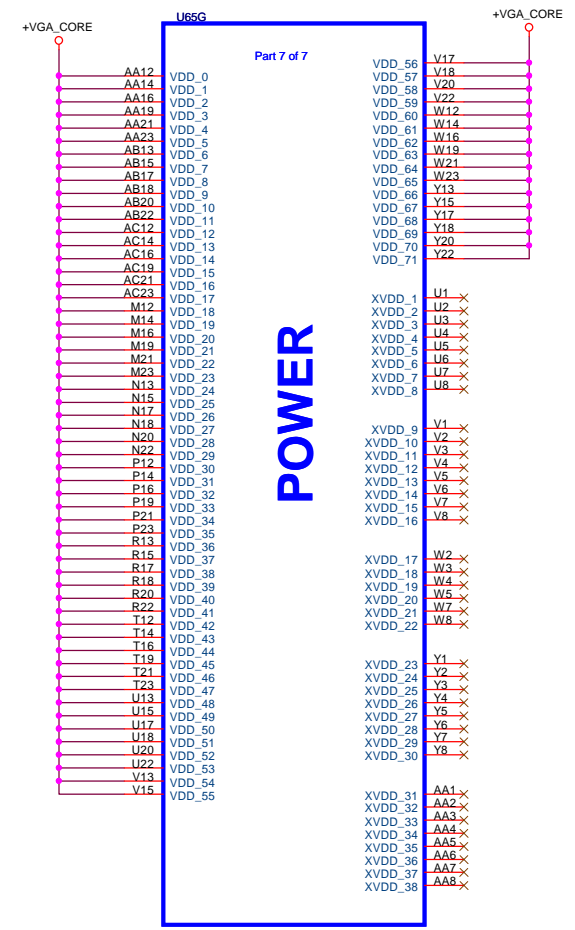 U65G
+VGA_CORE
+VGA_CORE
Part 7 of 7
POWER
AA12 VDD_0
AA14 VDD_1
AA16 VDD_2
AA19 VDD_3
AA21 VDD_4
AA23 VDD_5
AB13 VDD_6
AB15 VDD_7
AB17 VDD_8
AB18 VDD_9
AB20 VDD_10
AB22 VDD_11
AC12 VDD_12
AC14 VDD_13
AC16 VDD_14
AC19 VDD_15
AC21 VDD_16
AC23 VDD_17
M12 VDD_18
M14 VDD_19
M16 VDD_20
M19 VDD_21
M21 VDD_22
M23 VDD_23
N13 VDD_24
N15 VDD_25
N17 VDD_26
N18 VDD_27
N20 VDD_28
N22 VDD_29
P12 VDD_30
P14 VDD_31
P16 VDD_32
P19 VDD_33
P21 VDD_34
P23 VDD_35
R13 VDD_36
R15 VDD_37
R17 VDD_38
R18 VDD_39
R20 VDD_40
R22 VDD_41
T12 VDD_42
T14 VDD_43
T16 VDD_44
T19 VDD_45
T21 VDD_46
T23 VDD_47
U13 VDD_48
U15 VDD_49
U17 VDD_50
U18 VDD_51
U20 VDD_52
U22 VDD_53
V13 VDD_54
V15 VDD_55
VDD_56 V17
VDD_57 V18
VDD_58 V20
VDD_59 V22
VDD_60 W12
VDD_61 W14
VDD_62 W16
VDD_63 W19
VDD_64 W21
VDD_65 W23
VDD_66 Y13
VDD_67 Y15
VDD_68 Y17
VDD_69 Y18
VDD_70 Y20
VDD_71 Y22
XVDD_1 U1
XVDD_2 U2
XVDD_3 U3
XVDD_4 U4
XVDD_5 U5
XVDD_6 U6
XVDD_7 U7
XVDD_8 U8
XVDD_9 V1
XVDD_10 V2
XVDD_11 V3
XVDD_12 V4
XVDD_13 V5
XVDD_14 V6
XVDD_15 V7
XVDD_16 V8
XVDD_17 W2
XVDD_18 W3
XVDD_19 W4
XVDD_20 W5
XVDD_21 W7
XVDD_22 W8
XVDD_23 Y1
XVDD_24 Y2
XVDD_25 Y3
XVDD_26 Y4
XVDD_27 Y5
XVDD_28 Y6
XVDD_29 Y7
XVDD_30 Y8
XVDD_31 AA1
XVDD_32 AA2
XVDD_33 AA3
XVDD_34 AA4
XVDD_35 AA5
XVDD_36 AA6
XVDD_37 AA7
XVDD_38 AA8